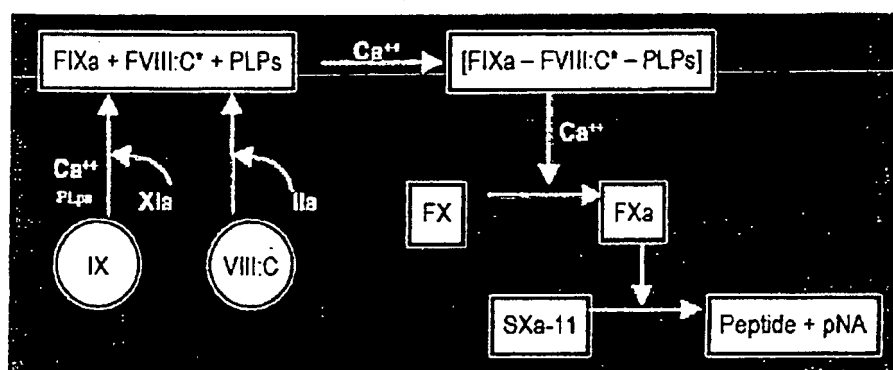 FIXa + FVIII:C* + PLPs
Ca++
[FIXa – FVIII:C* – PLPs]
Ca++
Ca++
PLps
XIa
IIa
FX
FXa
IX
VIII:C
SXa-11
Peptide + pNA